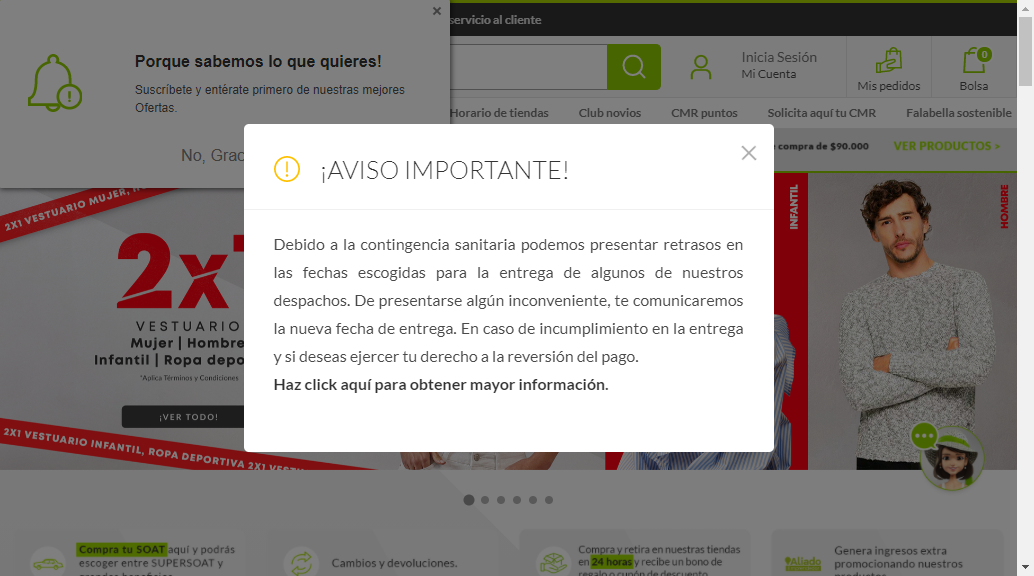 servicio al cliente
Porque sabemos lo que quieres!
Suscríbete y entérate primero de nuestras mejores
Ofertas.
No, Grac
Inicia Sesión
Mi Cuenta
Mis pedidos
0
Bolsa
Horario de tiendas
Club novios
CMR puntos
Solicita aquí tu CMR
Falabella sostenible
compra de $90.000
VER PRODUCTOS >
¡AVISO IMPORTANTE!
Debido a la contingencia sanitaria podemos presentar retrasos en
las fechas escogidas para la entrega de algunos de nuestros
despachos. De presentarse algún inconveniente, te comunicaremos
la nueva fecha de entrega. En caso de incumplimiento en la entrega
y si deseas ejercer tu derecho a la reversión del pago.
Haz click aquí para obtener mayor información.
2X1 VESTUARIO MUJER,
2x1
VESTUARIO
Mujer | Hombre
Infantil | Ropa depo
*Aplica Términos y Condiciones
¡VER TODO!
2X1 VESTUARIO INFANTIL, ROPA DEPORTIVA 2X1 VEST
INFANTIL
HOMBRE
Compra tu SOAT aquí y podrás
escoger entre SUPERSOAT y
Cambios y devoluciones.
Compra y retira en nuestras tiendas
en 24 horas y recibe un bono de
regalo o cupón de descuento
Aliado
Genera ingresos extra
promocionando nuestros
productos